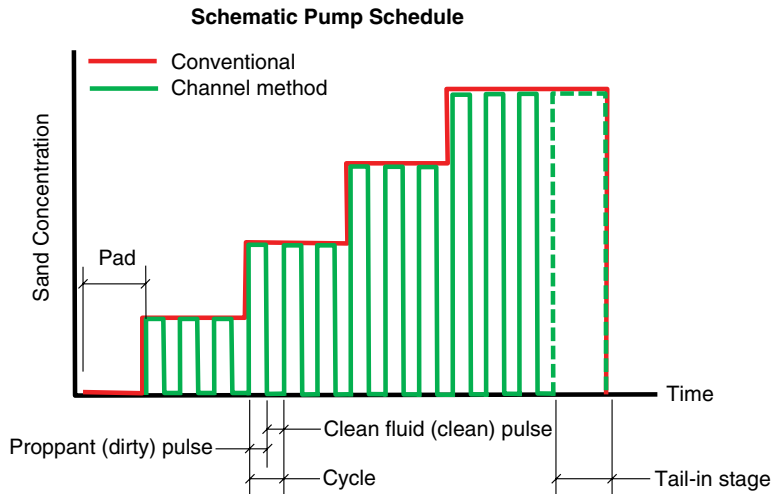 Schematic Pump Schedule
Conventional
Channel method
Sand Concentration
Pad
Time
Clean fluid (clean) pulse
Proppant (dirty) pulse
Cycle
Tail-in stage